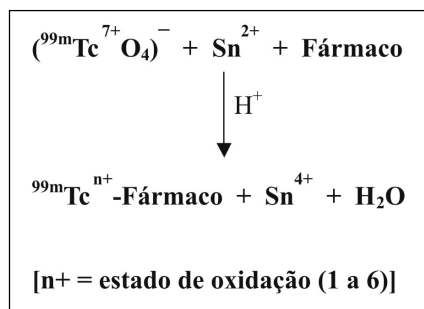 (⁹⁹ᵐTc⁷⁺O₄)⁻ + Sn²⁺ + Fármaco
H⁺
⁹⁹ᵐTcⁿ⁺-Fármaco + Sn⁴⁺ + H₂O
[n+ = estado de oxidação (1 a 6)]